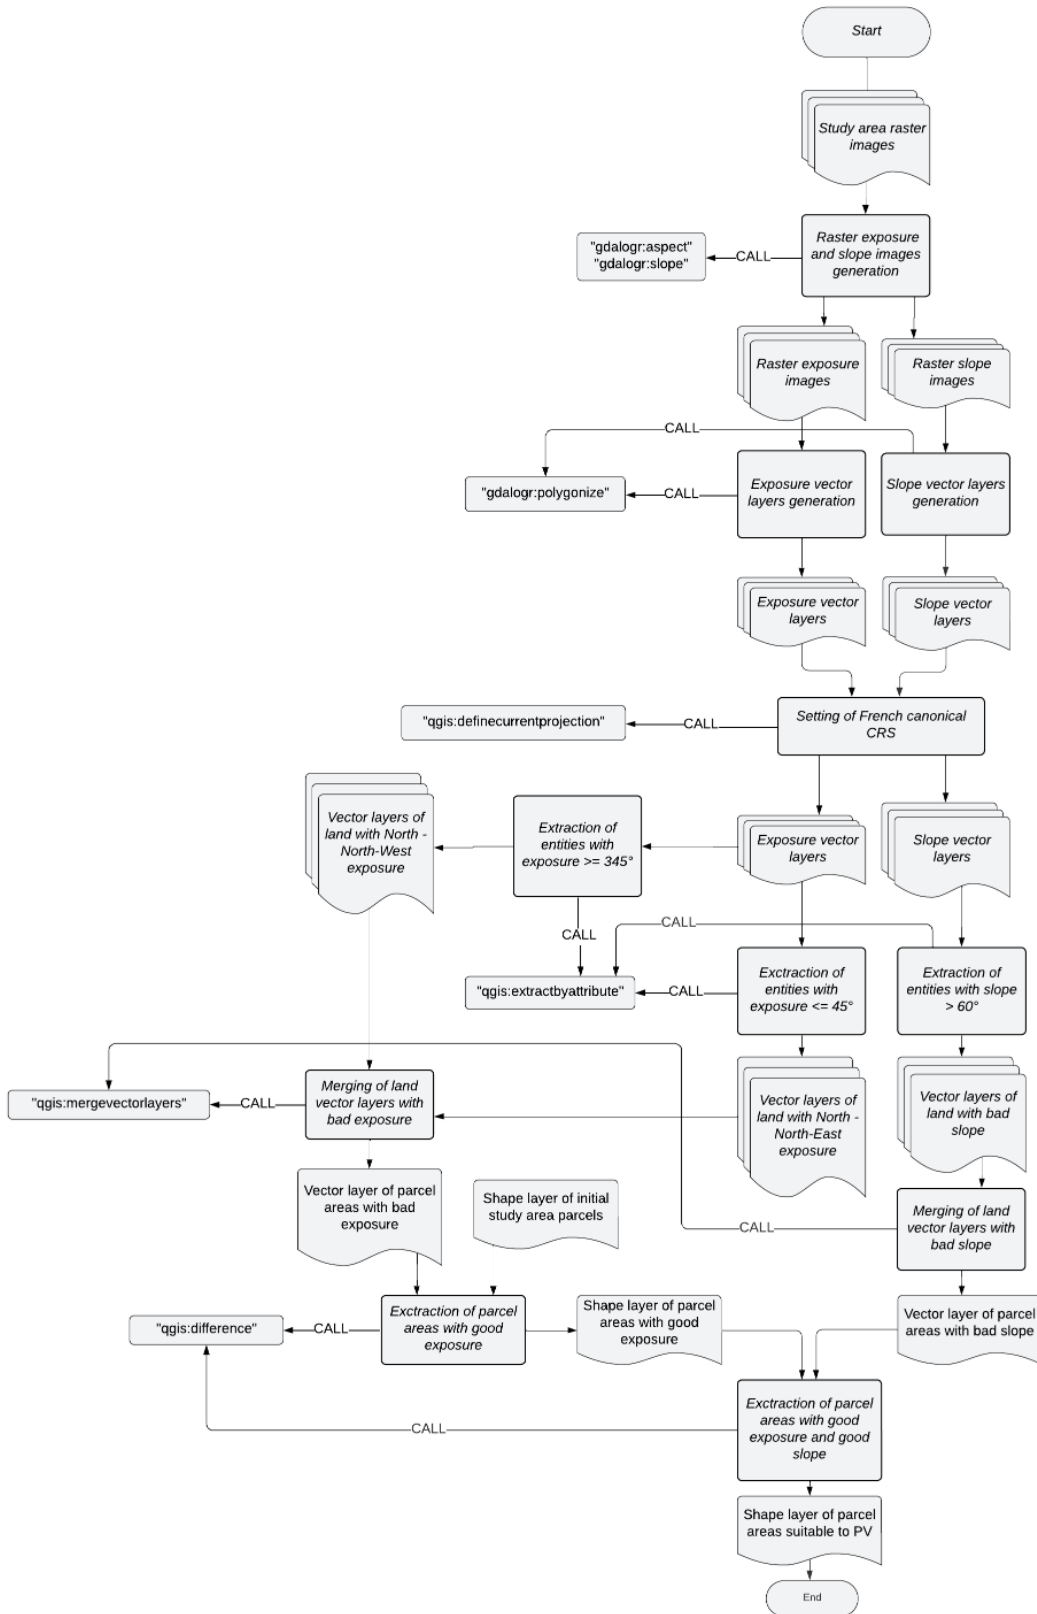 Start
Study area raster
images
"gdalogr:aspect"
"gdalogr:slope"
CALL
Raster exposure
and slope images
generation
Raster exposure
images
Raster slope
images
CALL
"gdalogr:polygonize"
CALL
Exposure vector
layers generation
Slope vector layers
generation
Exposure vector
layers
Slope vector
layers
"qgis:definecurrentprojection"
CALL
Setting of French canonical
CRS
Vector layers of
land with North -
North-West
exposure
Extraction of
entities with
exposure >= 345°
Exposure vector
layers
Slope vector
layers
CALL
CALL
"qgis:extractbyattribute"
CALL
Exctraction of
entities with
exposure <= 45°
Extraction of
entities with slope
> 60°
"qgis:mergevectorlayers"
CALL
Merging of land
vector layers with
bad exposure
Vector layers of
land with North -
North-East
exposure
Vector layers of
land with bad
slope
Vector layer of parcel
areas with bad
exposure
Shape layer of initial
study area parcels
CALL
Merging of land
vector layers with
bad slope
"qgis:difference"
CALL
Exctraction of parcel
areas with good
exposure
Shape layer of parcel
areas with good
exposure
Vector layer of parcel
areas with bad slope
CALL
Exctraction of parcel
areas with good
exposure and good
slope
Shape layer of parcel
areas suitable to PV
End